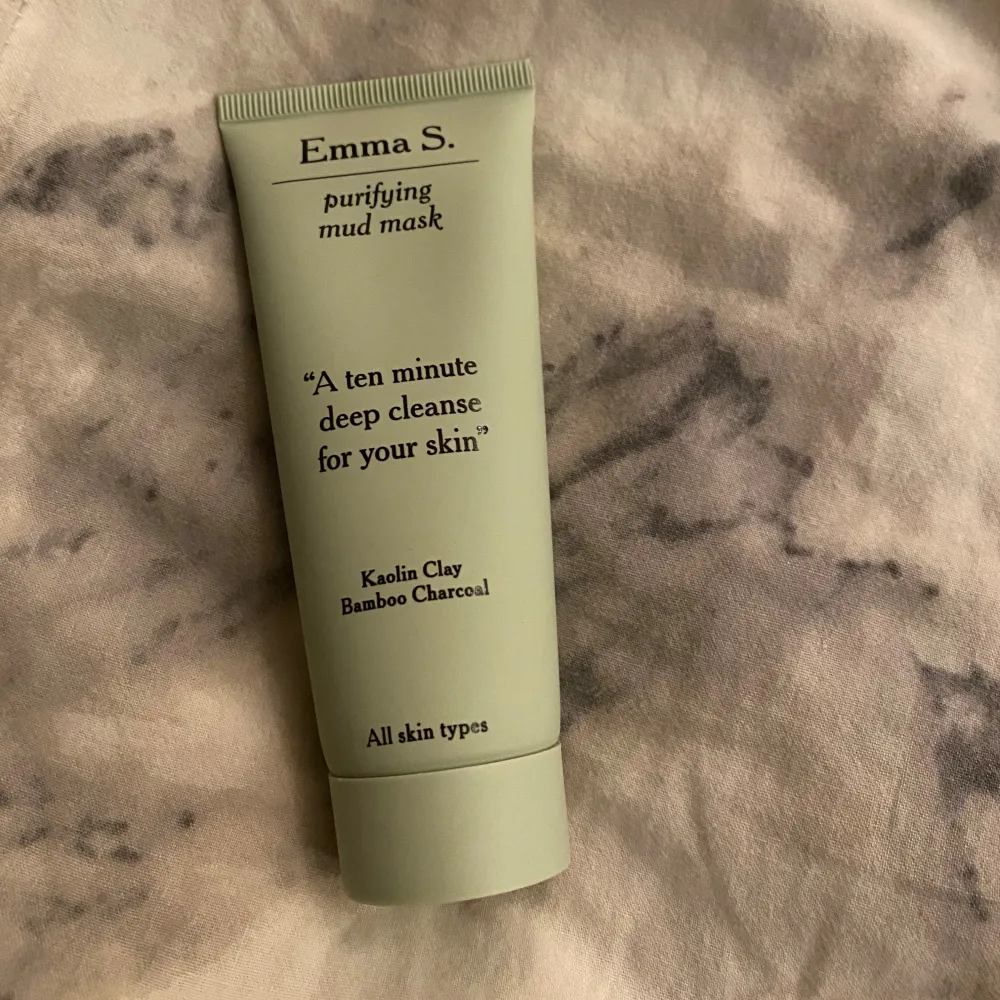 Emma S.
purifying
mud mask
“A ten minute
deep cleanse
for your skin”
Kaolin Clay
Bamboo Charcoal
All skin types